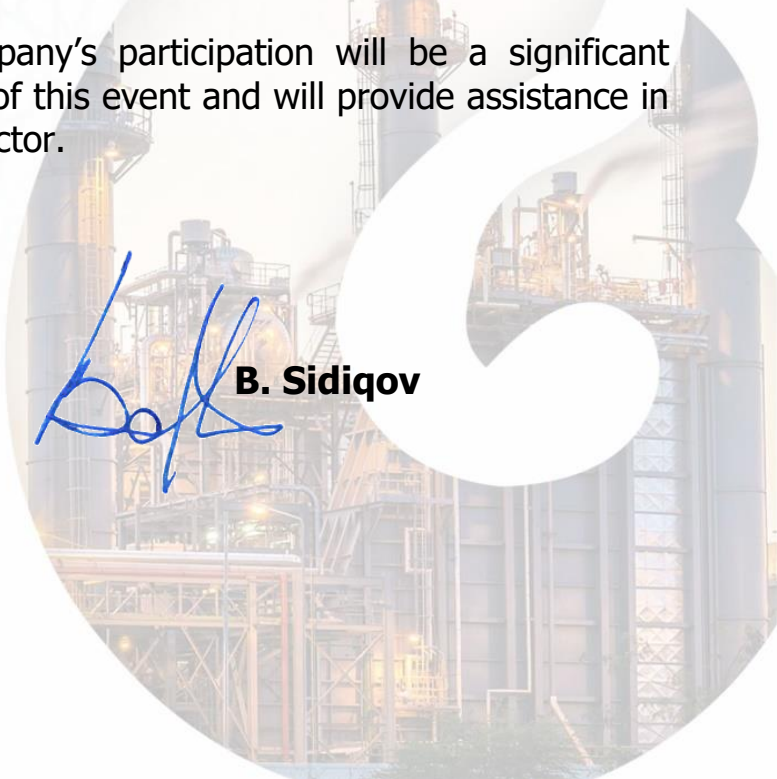 pany’s participation will be a significant
of this event and will provide assistance in
ctor.
B. Sidiqov